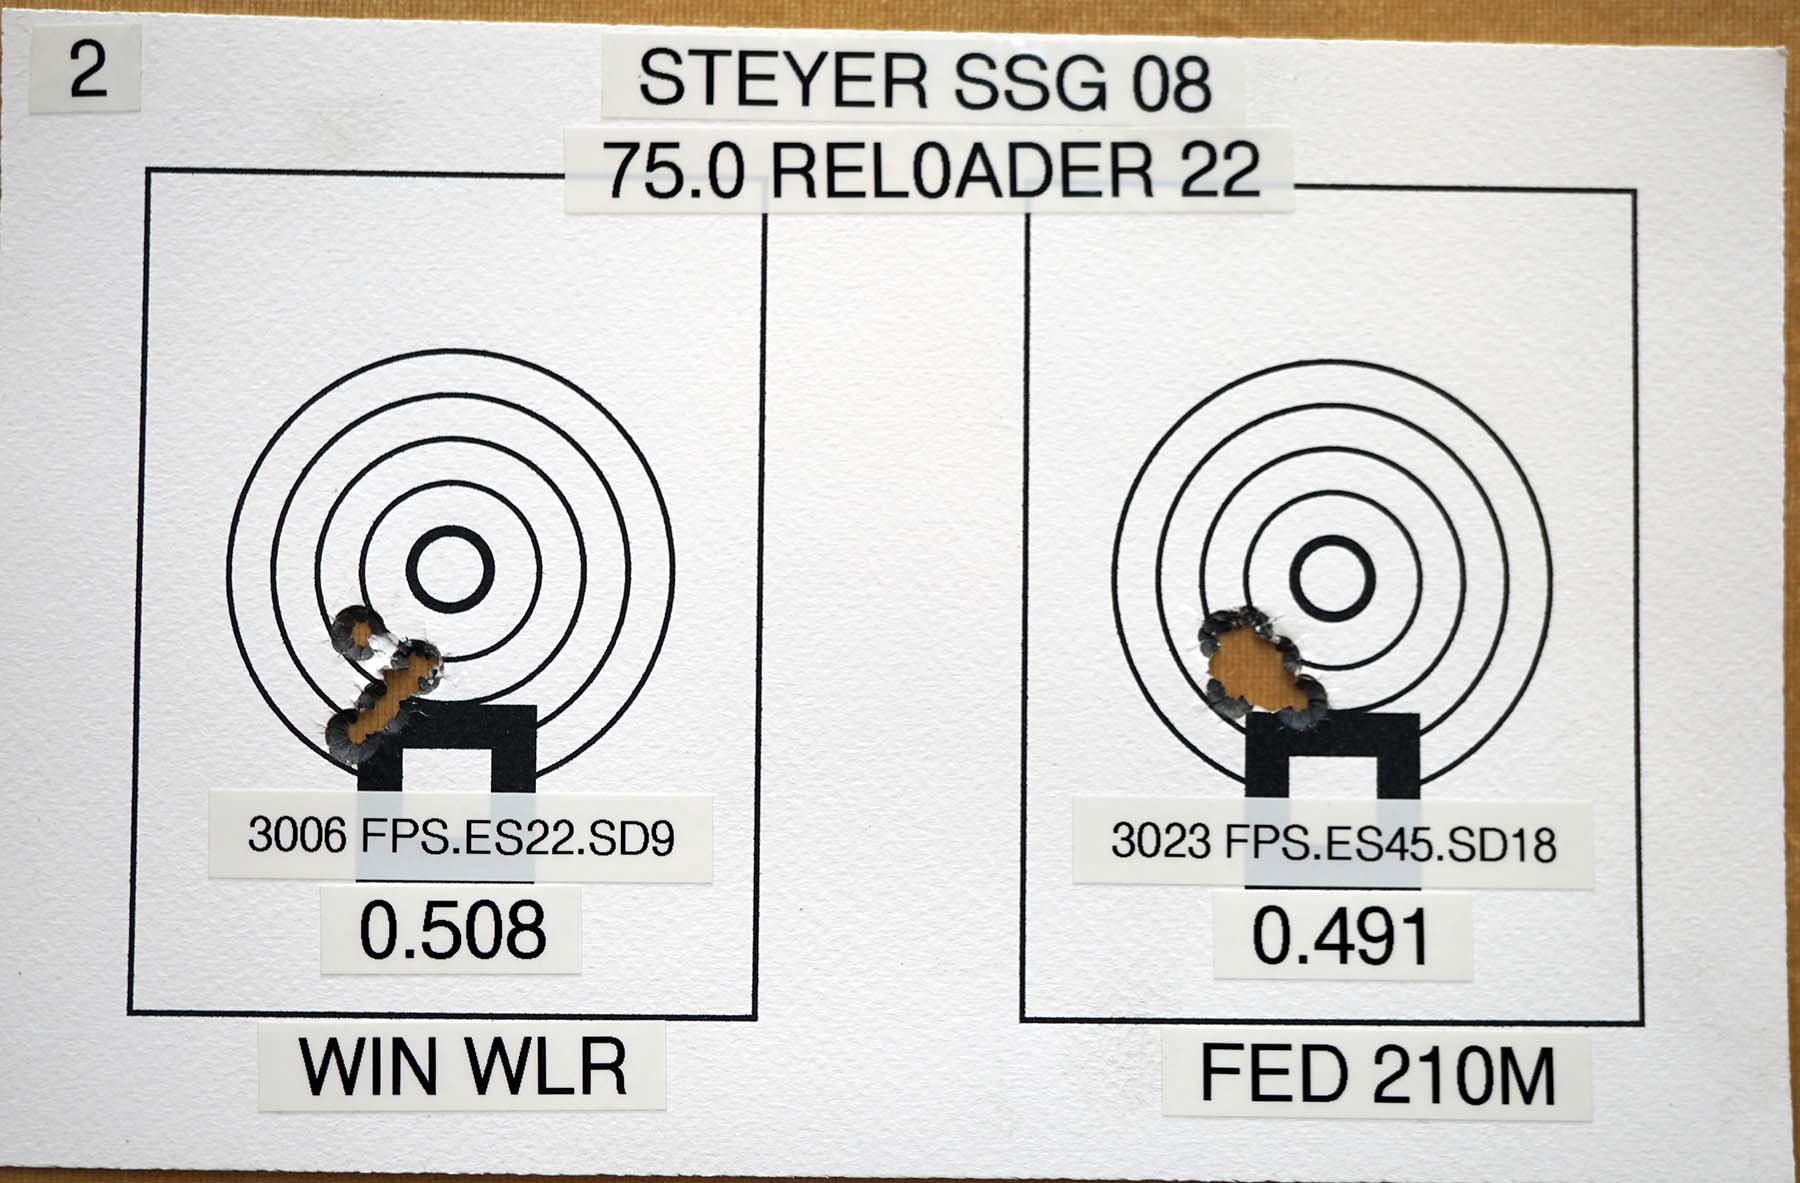 2
STEYER SSG 08
75.0 REL0ADER 22
3006 FPS.ES22.SD9
0.508
WIN WLR
3023 FPS.ES45.SD18
0.491
FED 210M